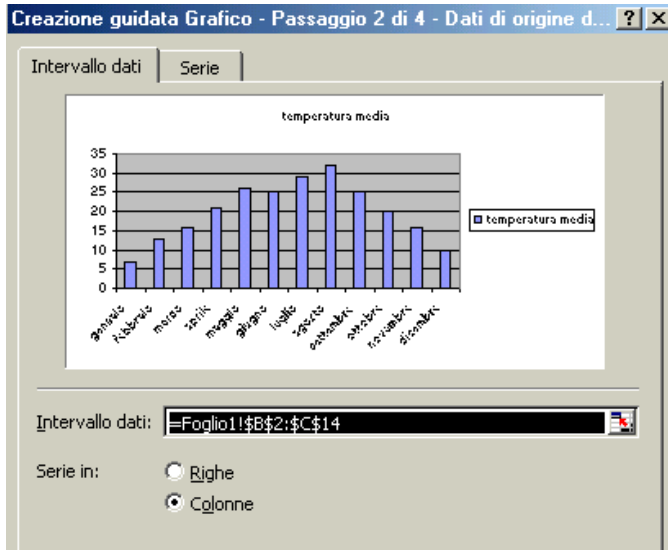 Creazione guidata Grafico - Passaggio 2 di 4 - Dati di origine d...
Intervallo dati
Serie
temperatura media
35
30
25
20
15
10
5
0
temperatura media
gennaio
febbraio
marzo
aprile
maggio
giugno
luglio
agosto
settembre
ottobre
novembre
dicembre
Intervallo dati: =Foglio1!$B$2:$C$14
Serie in:
Righe
Colonne